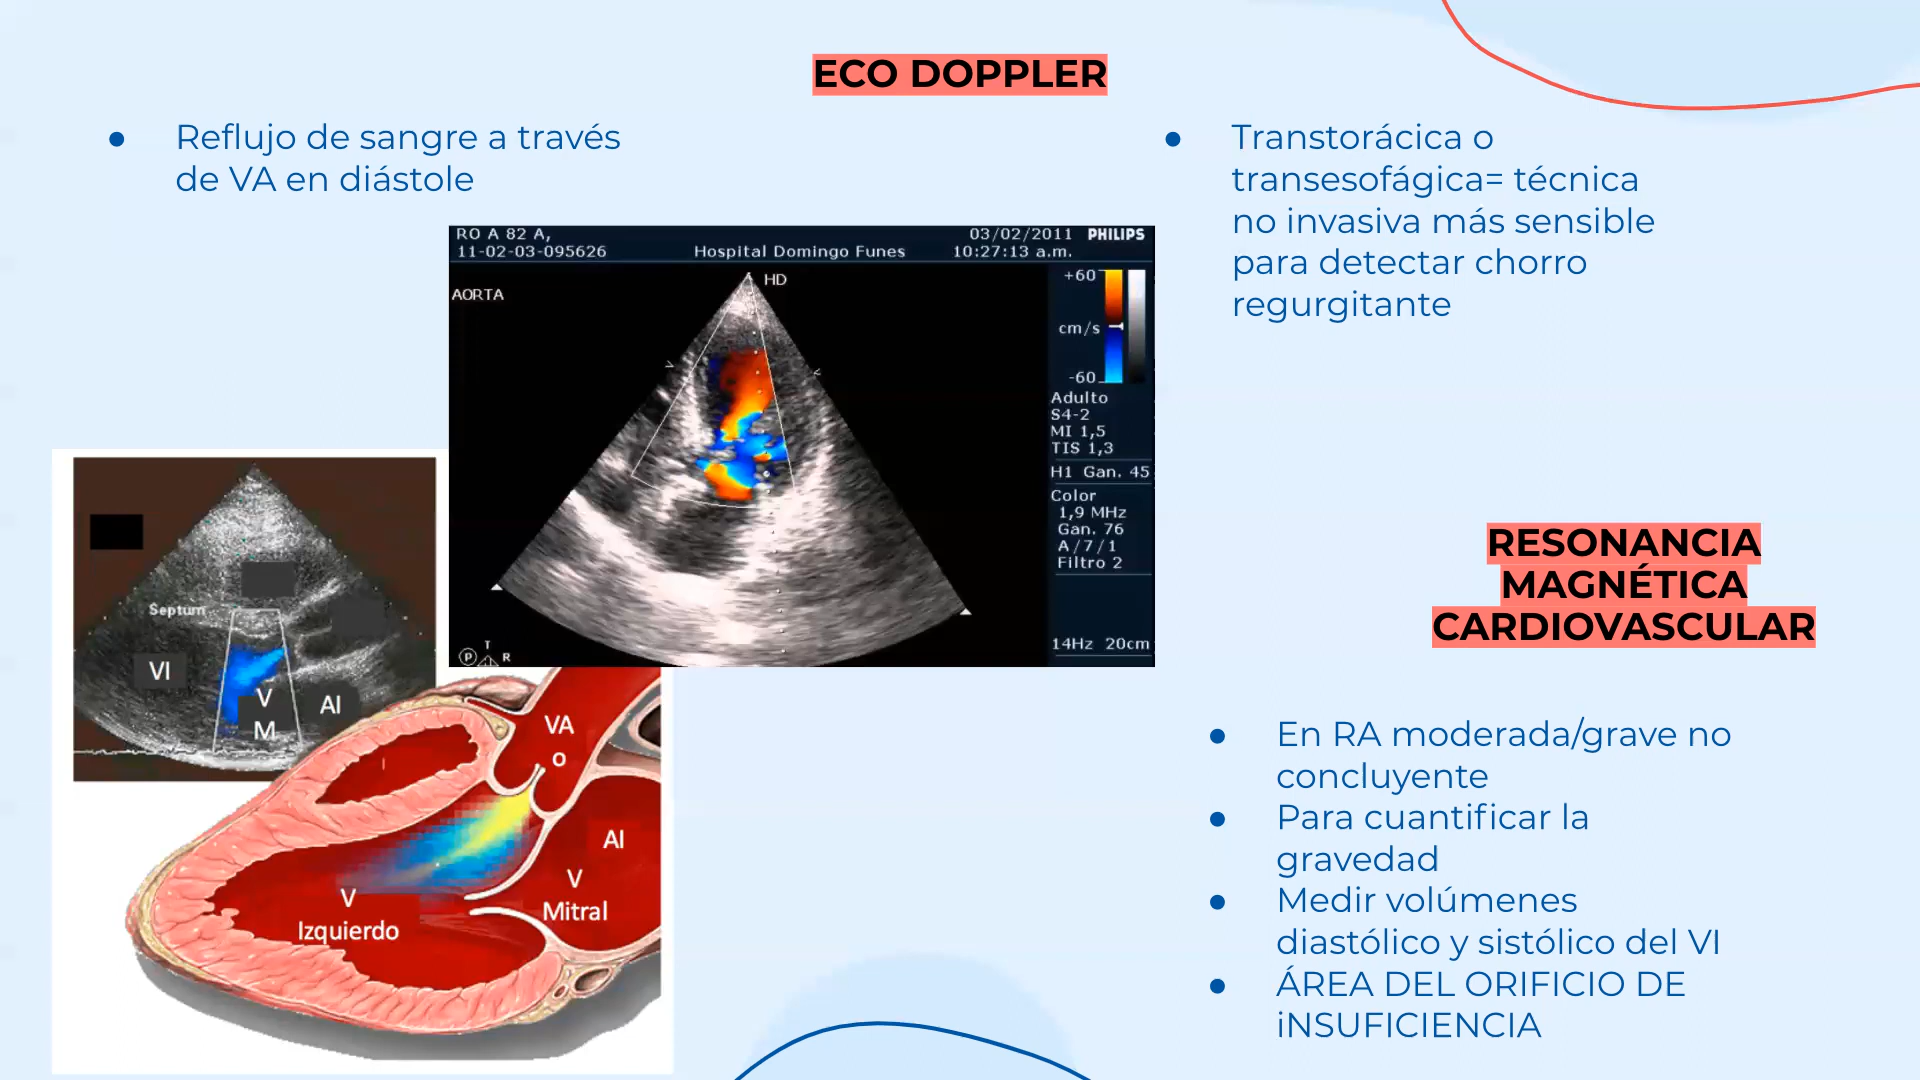 ECO DOPPLER
● Reflujo de sangre a través
de VA en diástole
● Transtorácica o
transesofágica= técnica
no invasiva más sensible
para detectar chorro
regurgitante
RO A 82 A,
11-02-03-095626
Hospital Domingo Funes
03/02/2011 PHILIPS
10:27:13 a.m.
AORTA
HD
+60
cm/s
-60
Adulto
S4-2
MI 1,5
TIS 1,3
H1 Gan. 45
Color
1,9 MHz
Gan. 76
A/7/1
Filtro 2
14Hz 20cm
T
P R
Septum
VI
V
M
AI
VA
o
AI
V
Mitral
V
Izquierdo
RESONANCIA
MAGNÉTICA
CARDIOVASCULAR
● En RA moderada/grave no
concluyente
● Para cuantificar la
gravedad
● Medir volúmenes
diastólico y sistólico del VI
● ÁREA DEL ORIFICIO DE
iNSUFICIENCIA